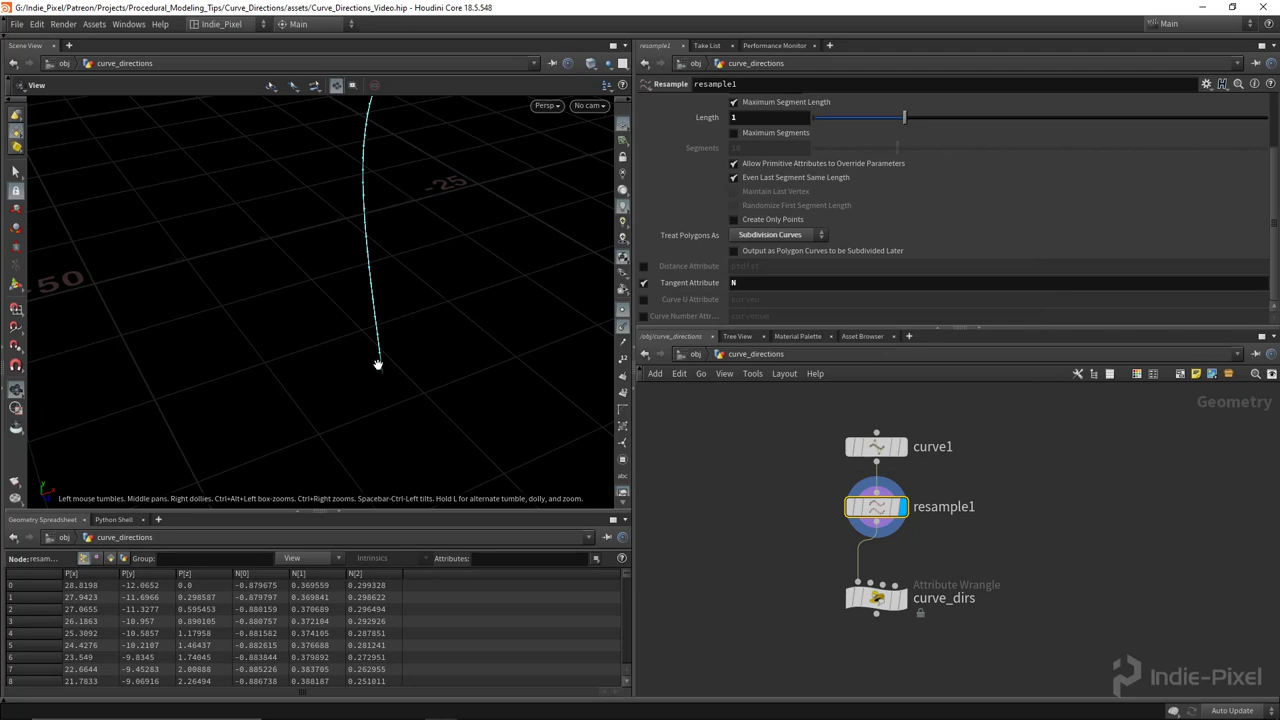 G:/Indie_Pixel/Patreon/Projects/Procedural_Modeling_Tips/Curve_Directions/assets/Curve_Directions_Video.hip - Houdini Core 18.5.548
File Edit Render Assets Windows Help Indie_Pixel Main Main
Scene View
obj curve_directions
View
Persp No cam
-25
50
Left mouse tumbles. Middle pans. Right dollies. Ctrl+Alt+Left box-zooms. Ctrl+Right zooms. Spacebar-Ctrl-Left tilts. Hold L for alternate tumble, dolly, and zoom.
resample1 Take List Performance Monitor
obj curve_directions
Resample resample1
Maximum Segment Length
Length 1
Maximum Segments
Segments 10
Allow Primitive Attributes to Override Parameters
Even Last Segment Same Length
Maintain Last Vertex
Randomize First Segment Length
Create Only Points
Treat Polygons As Subdivision Curves
Output as Polygon Curves to be Subdivided Later
Distance Attribute ptdist
Tangent Attribute N
Curve U Attribute curveu
Curve Number Attr... curvenum
/obj/curve_directions Tree View Material Palette Asset Browser
obj curve_directions
Add Edit Go View Tools Layout Help
Geometry
curve1
resample1
Attribute Wrangle
curve_dirs
Indie-Pixel
Geometry Spreadsheet Python Shell
obj curve_directions
Node: resam... Group: View Intrinsics Attributes:
P[x] P[y] P[z] N[0] N[1] N[2]
0 28.8198 -12.0652 0.0 -0.879675 0.369559 0.299328
1 27.9423 -11.6966 0.298587 -0.879797 0.369841 0.298622
2 27.0655 -11.3277 0.595453 -0.880159 0.370689 0.296494
3 26.1863 -10.957 0.890105 -0.880757 0.372104 0.292926
4 25.3092 -10.5857 1.17958 -0.881582 0.374105 0.287851
5 24.4276 -10.2107 1.46437 -0.882615 0.376688 0.281241
6 23.549 -9.8345 1.74045 -0.883844 0.379892 0.272951
7 22.6644 -9.45283 2.00888 -0.885226 0.383705 0.262955
8 21.7833 -9.06916 2.26494 -0.886738 0.388187 0.251011
Auto Update